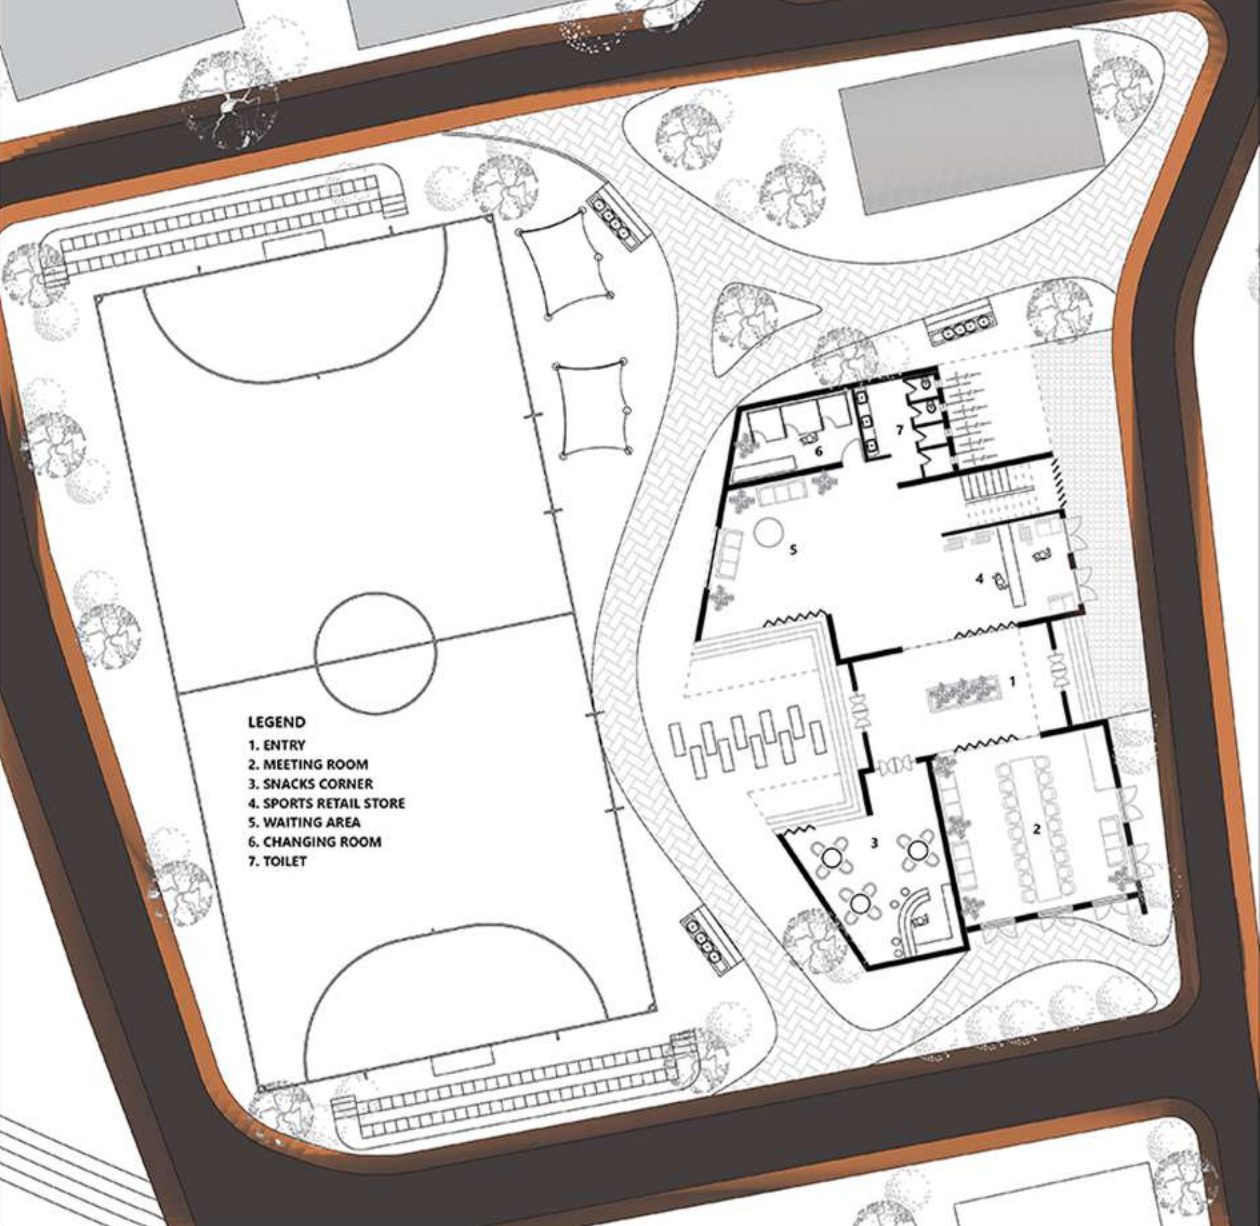 6
7
5
4
1
LEGEND
1. ENTRY
2. MEETING ROOM
3. SNACKS CORNER
4. SPORTS RETAIL STORE
5. WAITING AREA
6. CHANGING ROOM
7. TOILET
2
3